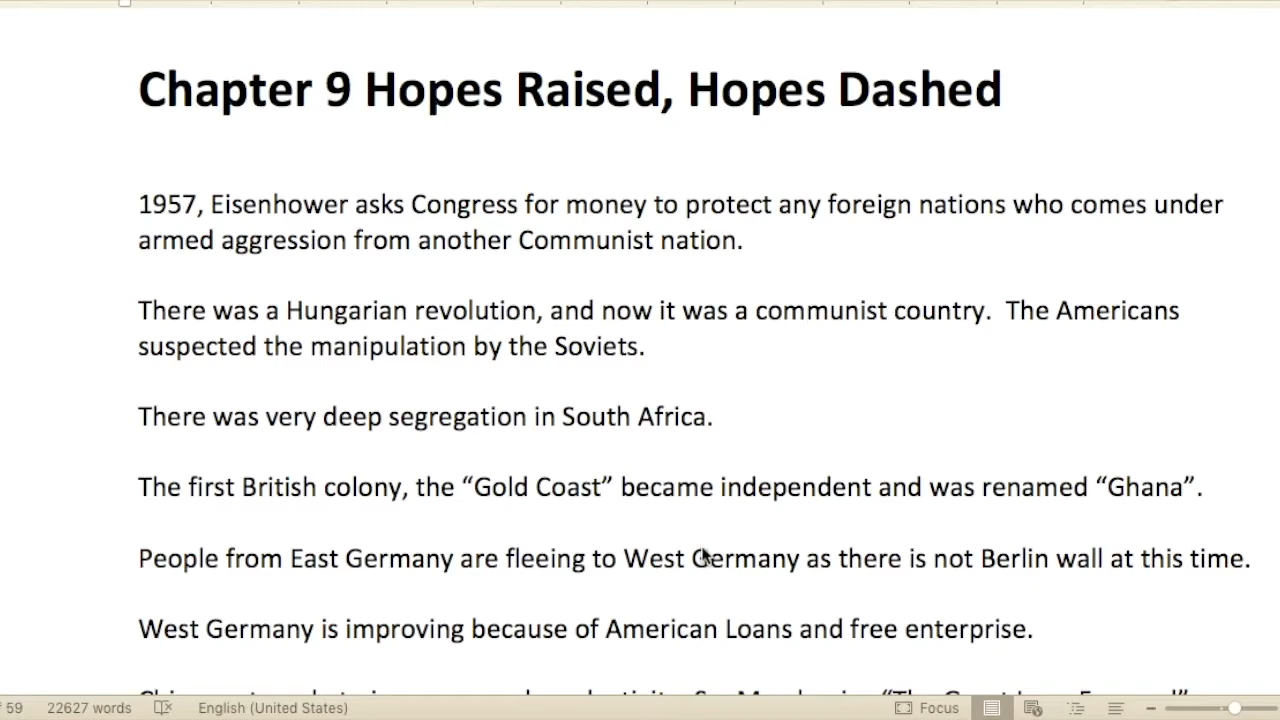 Chapter 9 Hopes Raised, Hopes Dashed
1957, Eisenhower asks Congress for money to protect any foreign nations who comes under
armed aggression from another Communist nation.
There was a Hungarian revolution, and now it was a communist country.  The Americans
suspected the manipulation by the Soviets.
There was very deep segregation in South Africa.
The first British colony, the “Gold Coast” became independent and was renamed “Ghana”.
People from East Germany are fleeing to West Germany as there is not Berlin wall at this time.
West Germany is improving because of American Loans and free enterprise.
59 22627 words English (United States) Focus